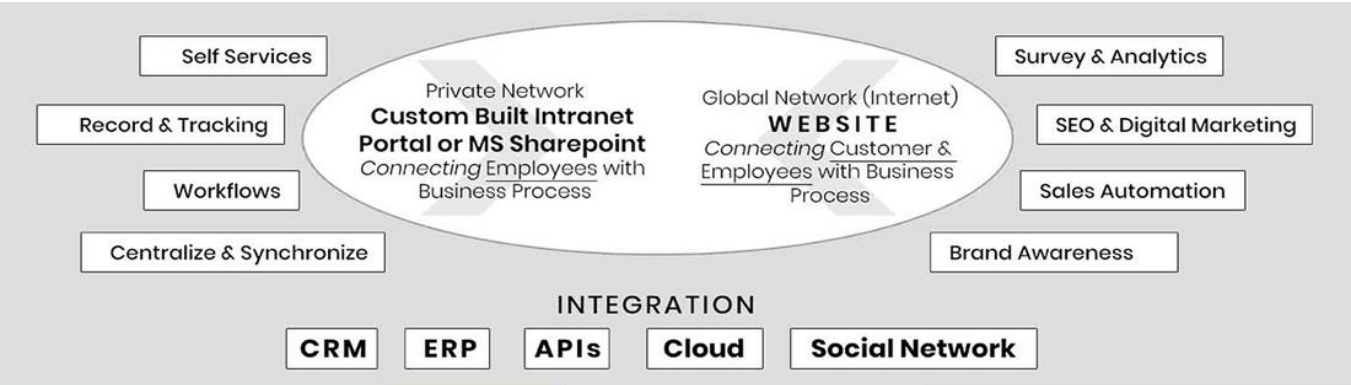 Self Services
Record & Tracking
Workflows
Centralize & Synchronize
Private Network
Custom Built Intranet
Portal or MS Sharepoint
Connecting Employees with
Business Process
Global Network (Internet)
WEBSITE
Connecting Customer &
Employees with Business
Process
Survey & Analytics
SEO & Digital Marketing
Sales Automation
Brand Awareness
INTEGRATION
CRM
ERP
APIs
Cloud
Social Network